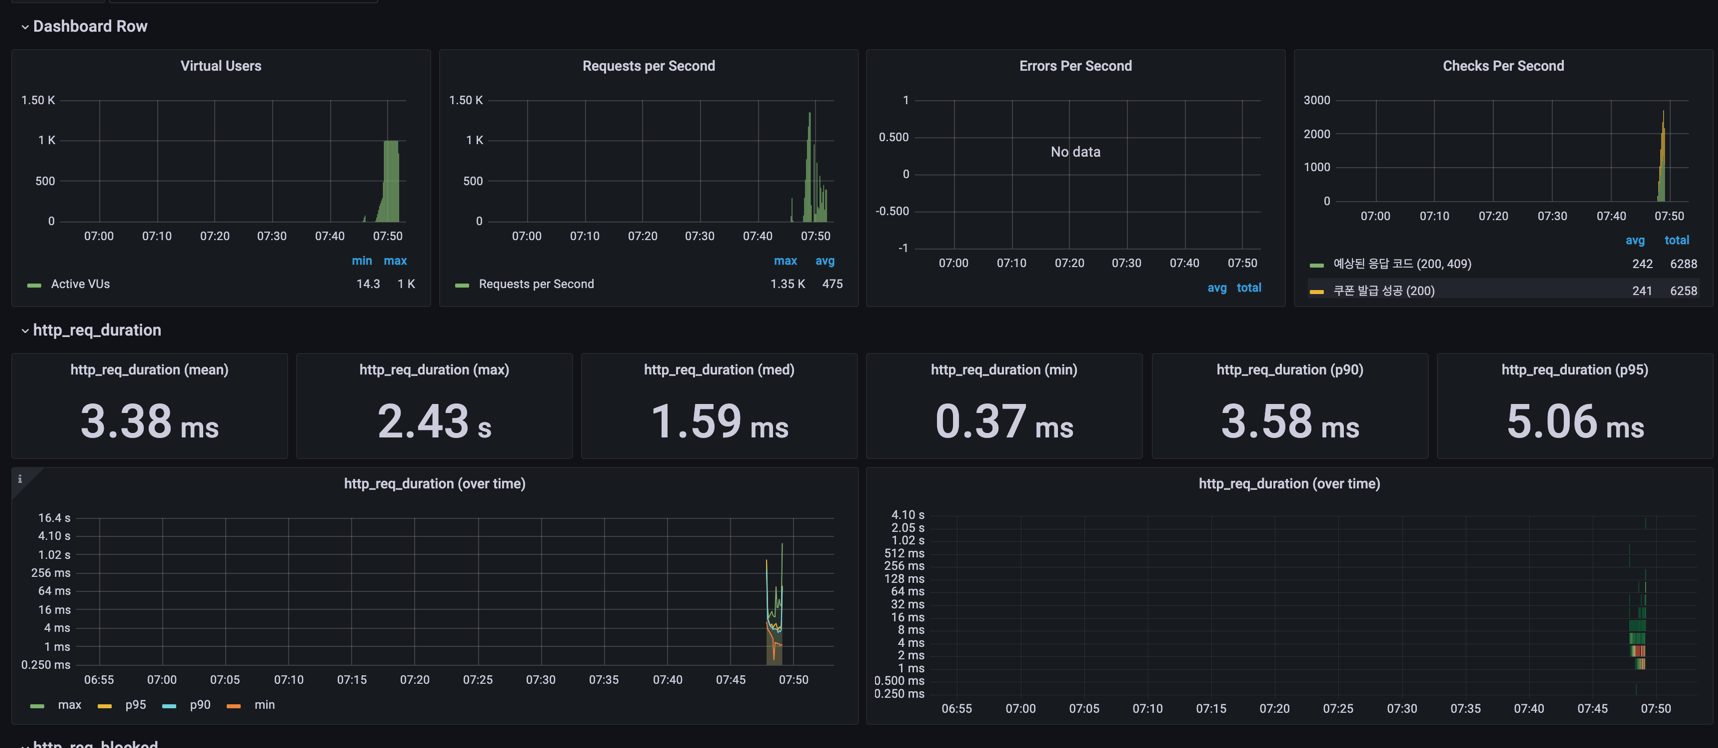 Dashboard Row
Virtual Users
1.50 K
1 K
500
0
07:00 07:10 07:20 07:30 07:40 07:50
min max
Active VUs 14.3 1 K
Requests per Second
1.50 K
1 K
500
0
07:00 07:10 07:20 07:30 07:40 07:50
max avg
Requests per Second 1.35 K 475
Errors Per Second
1
0.500
0
-0.500
-1
No data
07:00 07:10 07:20 07:30 07:40 07:50
avg total
Checks Per Second
3000
2000
1000
0
07:00 07:10 07:20 07:30 07:40 07:50
avg total
예상된 응답 코드 (200, 409) 242 6288
쿠폰 발급 성공 (200) 241 6258
http_req_duration
http_req_duration (mean)
3.38 ms
http_req_duration (max)
2.43 s
http_req_duration (med)
1.59 ms
http_req_duration (min)
0.37 ms
http_req_duration (p90)
3.58 ms
http_req_duration (p95)
5.06 ms
i
http_req_duration (over time)
16.4 s
4.10 s
1.02 s
256 ms
64 ms
16 ms
4 ms
1 ms
0.250 ms
06:55 07:00 07:05 07:10 07:15 07:20 07:25 07:30 07:35 07:40 07:45 07:50
max p95 p90 min
http_req_duration (over time)
4.10 s
2.05 s
1.02 s
512 ms
256 ms
128 ms
64 ms
32 ms
16 ms
8 ms
4 ms
2 ms
1 ms
0.500 ms
0.250 ms
06:55 07:00 07:05 07:10 07:15 07:20 07:25 07:30 07:35 07:40 07:45 07:50
http_req_blocked